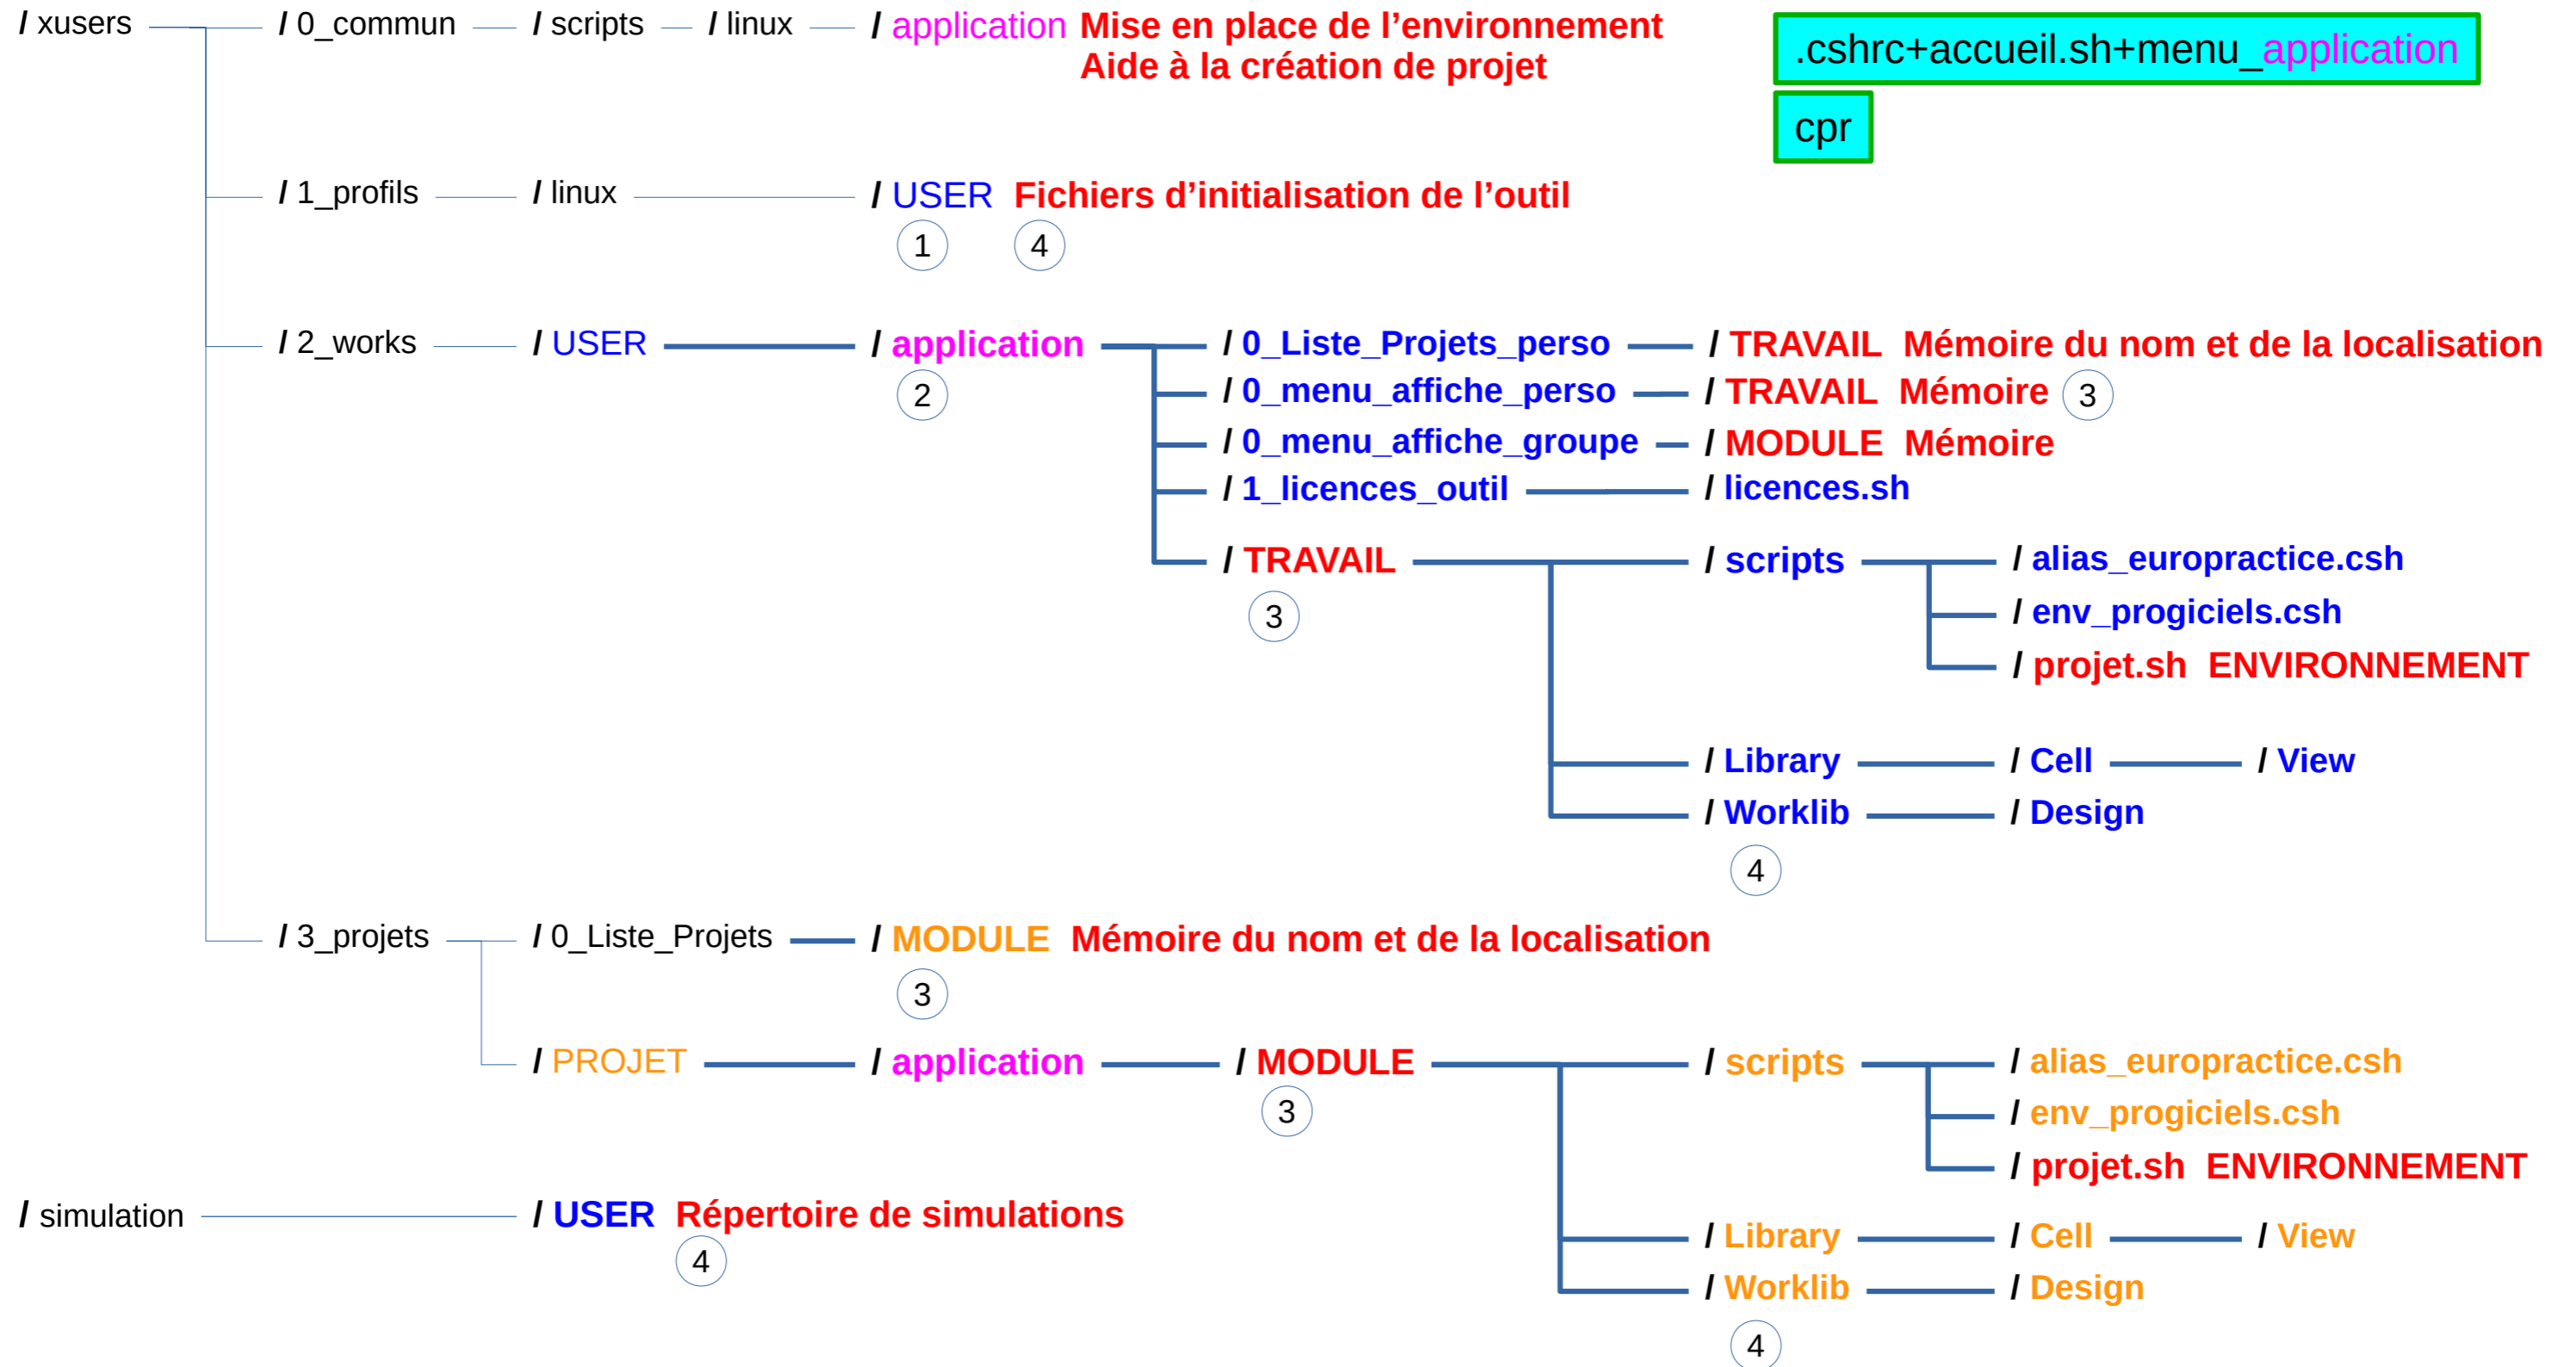 / xusers / 0_commun / scripts / linux / application Mise en place de l’environnement
Aide à la création de projet
.cshrc+accueil.sh+menu_application
cpr
/ 1_profils / linux / USER Fichiers d’initialisation de l’outil
1 4
/ 2_works / USER / application / 0_Liste_Projets_perso / TRAVAIL Mémoire du nom et de la localisation
2 / 0_menu_affiche_perso / TRAVAIL Mémoire 3
/ 0_menu_affiche_groupe / MODULE Mémoire
/ 1_licences_outil / licences.sh
/ TRAVAIL / scripts / alias_europractice.csh
3 / env_progiciels.csh
/ projet.sh ENVIRONNEMENT
/ Library / Cell / View
/ Worklib / Design
4
/ 3_projets / 0_Liste_Projets / MODULE Mémoire du nom et de la localisation
3
/ PROJET / application / MODULE / scripts / alias_europractice.csh
3 / env_progiciels.csh
/ projet.sh ENVIRONNEMENT
/ simulation / USER Répertoire de simulations
4
/ Library / Cell / View
/ Worklib / Design
4